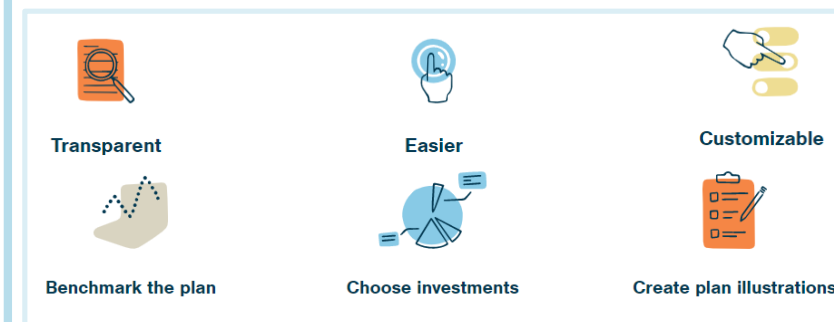 Transparent
Easier
Customizable
Benchmark the plan
Choose investments
Create plan illustrations